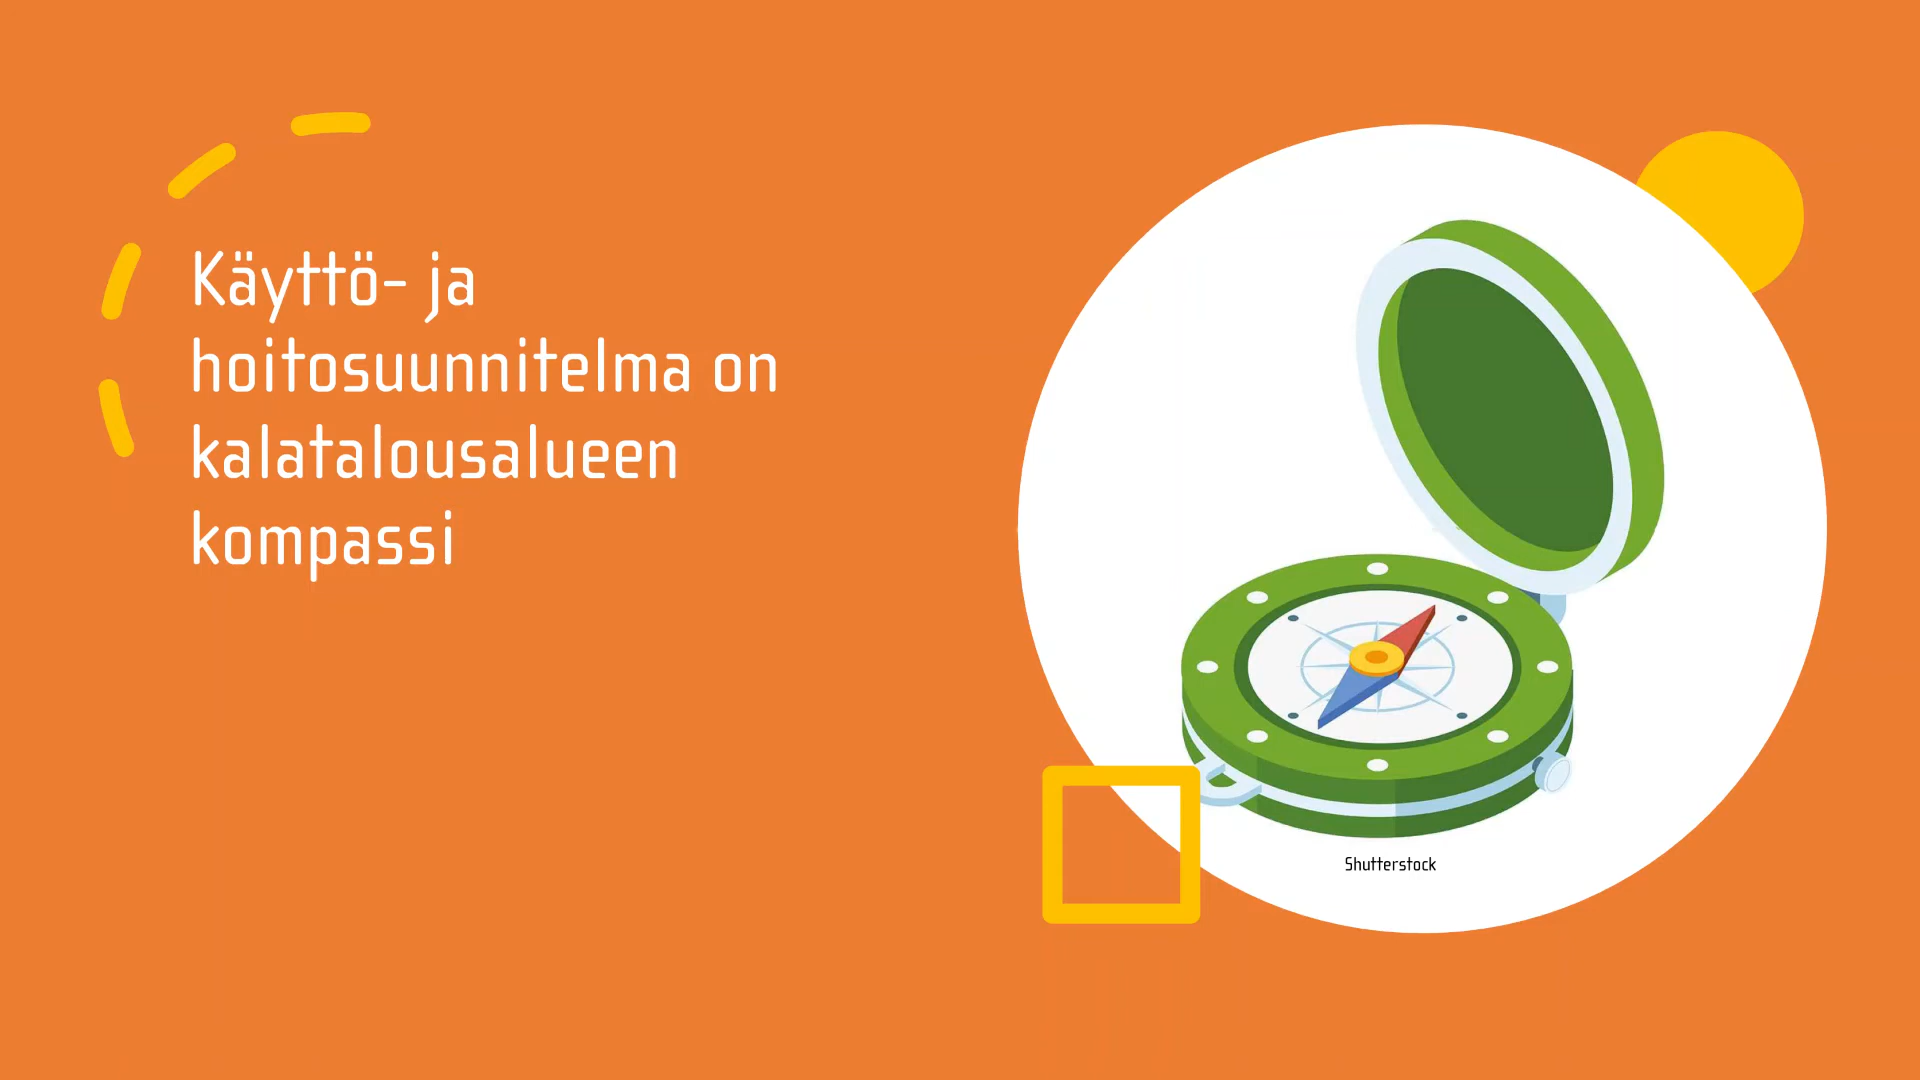 Käyttö- ja
hoitosuunnitelma on
kalatalousalueen
kompassi
Shutterstock